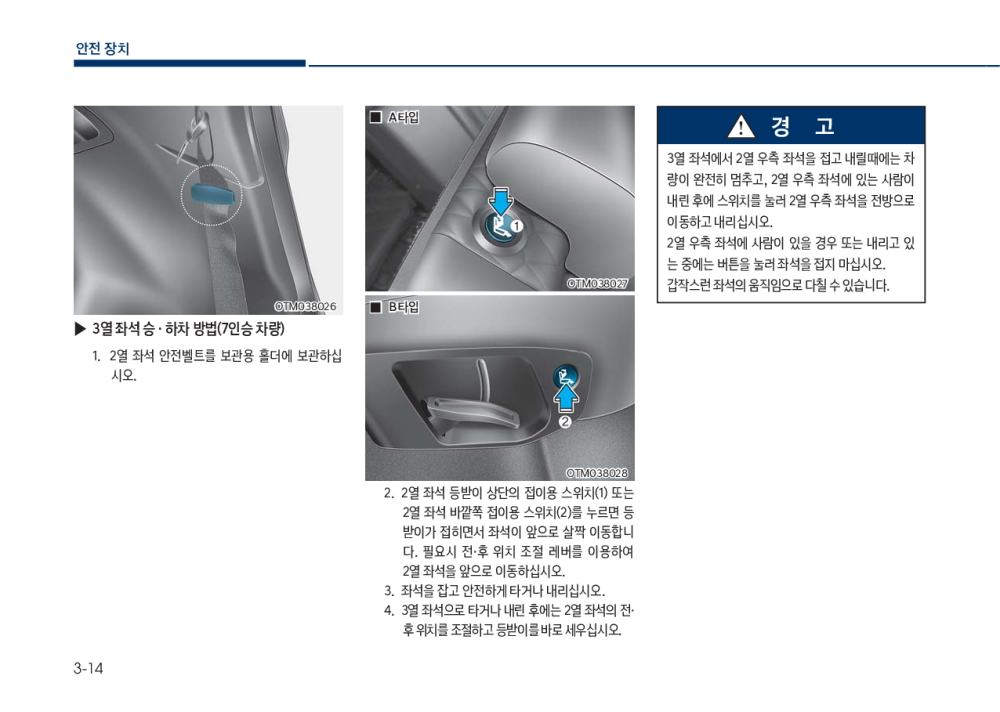 안전 장치
OTM038026
▶ 3열 좌석 승 · 하차 방법(7인승 차량)
1. 2열 좌석 안전벨트를 보관용 홀더에 보관하십
시오.
■ A타입
1
OTM038027
■ B타입
2
OTM038028
2. 2열 좌석 등받이 상단의 접이용 스위치(1) 또는
2열 좌석 바깥쪽 접이용 스위치(2)를 누르면 등
받이가 접히면서 좌석이 앞으로 살짝 이동합니
다. 필요시 전·후 위치 조절 레버를 이용하여
2열 좌석을 앞으로 이동하십시오.
3. 좌석을 잡고 안전하게 타거나 내리십시오.
4. 3열 좌석으로 타거나 내린 후에는 2열 좌석의 전·
후 위치를 조절하고 등받이를 바로 세우십시오.
경 고
3열 좌석에서 2열 우측 좌석을 접고 내릴때에는 차
량이 완전히 멈추고, 2열 우측 좌석에 있는 사람이
내린 후에 스위치를 눌러 2열 우측 좌석을 전방으로
이동하고 내리십시오.
2열 우측 좌석에 사람이 있을 경우 또는 내리고 있
는 중에는 버튼을 눌러 좌석을 접지 마십시오.
갑작스런 좌석의 움직임으로 다칠 수 있습니다.
3-14